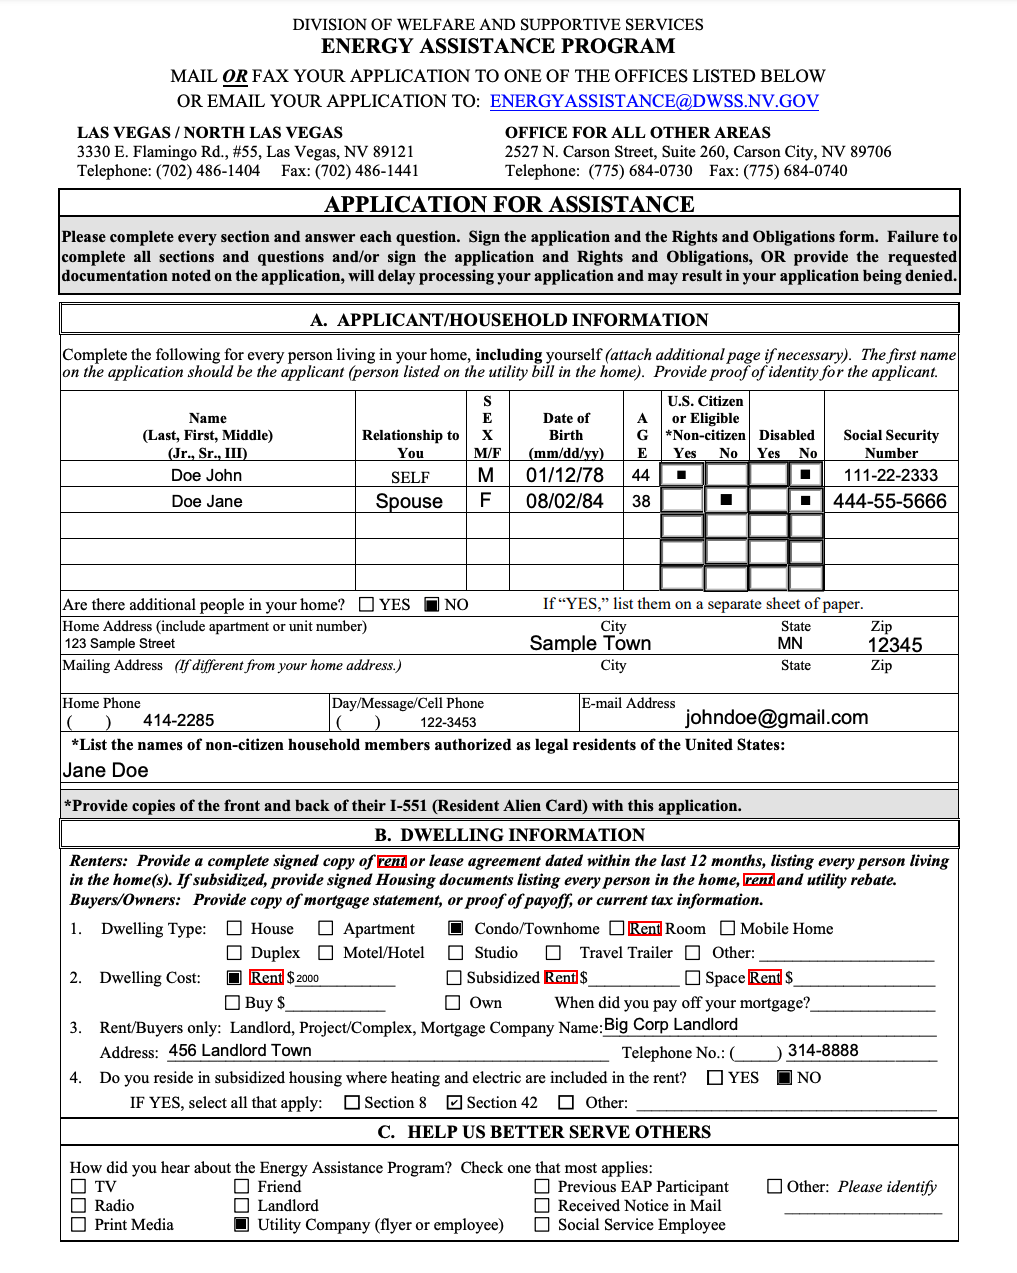 DIVISION OF WELFARE AND SUPPORTIVE SERVICES
ENERGY ASSISTANCE PROGRAM
MAIL OR FAX YOUR APPLICATION TO ONE OF THE OFFICES LISTED BELOW
OR EMAIL YOUR APPLICATION TO: ENERGYASSISTANCE@DWSS.NV.GOV
LAS VEGAS / NORTH LAS VEGAS
3330 E. Flamingo Rd., #55, Las Vegas, NV 89121
Telephone: (702) 486-1404 Fax: (702) 486-1441
OFFICE FOR ALL OTHER AREAS
2527 N. Carson Street, Suite 260, Carson City, NV 89706
Telephone: (775) 684-0730 Fax: (775) 684-0740
APPLICATION FOR ASSISTANCE
Please complete every section and answer each question. Sign the application and the Rights and Obligations form. Failure to
complete all sections and questions and/or sign the application and Rights and Obligations, OR provide the requested
documentation noted on the application, will delay processing your application and may result in your application being denied.
A. APPLICANT/HOUSEHOLD INFORMATION
Complete the following for every person living in your home, including yourself (attach additional page if necessary). The first name
on the application should be the applicant (person listed on the utility bill in the home). Provide proof of identity for the applicant.
Name
(Last, First, Middle)
(Jr., Sr., III)
Relationship to
You
S
E
X
M/F
Date of
Birth
(mm/dd/yy)
A
G
E
U.S. Citizen
or Eligible
*Non-citizen
Yes No
Disabled
Yes No
Social Security
Number
Doe John SELF M 01/12/78 44 111-22-2333
Doe Jane Spouse F 08/02/84 38 444-55-5666
Are there additional people in your home? YES NO If “YES,” list them on a separate sheet of paper.
Home Address (include apartment or unit number) City State Zip
123 Sample Street Sample Town MN 12345
Mailing Address (If different from your home address.) City State Zip
Home Phone Day/Message/Cell Phone E-mail Address
( ) 414-2285 ( ) 122-3453 johndoe@gmail.com
*List the names of non-citizen household members authorized as legal residents of the United States:
Jane Doe
*Provide copies of the front and back of their I-551 (Resident Alien Card) with this application.
B. DWELLING INFORMATION
Renters: Provide a complete signed copy of rent or lease agreement dated within the last 12 months, listing every person living
in the home(s). If subsidized, provide signed Housing documents listing every person in the home, rent and utility rebate.
Buyers/Owners: Provide copy of mortgage statement, or proof of payoff, or current tax information.
1. Dwelling Type: House Apartment Condo/Townhome Rent Room Mobile Home
Duplex Motel/Hotel Studio Travel Trailer Other:
2. Dwelling Cost: Rent $ 2000 Subsidized Rent $ Space Rent $
Buy $ Own When did you pay off your mortgage?
3. Rent/Buyers only: Landlord, Project/Complex, Mortgage Company Name: Big Corp Landlord
Address: 456 Landlord Town Telephone No.: ( ) 314-8888
4. Do you reside in subsidized housing where heating and electric are included in the rent? YES NO
IF YES, select all that apply: Section 8 Section 42 Other:
C. HELP US BETTER SERVE OTHERS
How did you hear about the Energy Assistance Program? Check one that most applies:
TV Friend Previous EAP Participant Other: Please identify
Radio Landlord Received Notice in Mail
Print Media Utility Company (flyer or employee) Social Service Employee